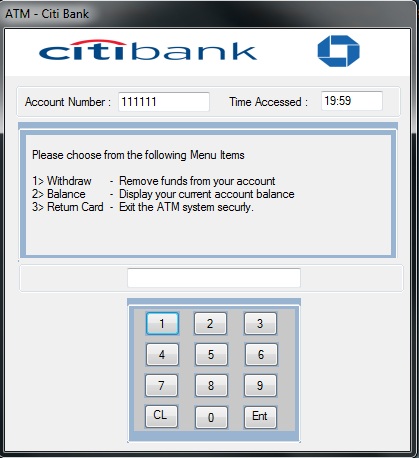 ATM - Citi Bank
citibank
Account Number : 111111 Time Accessed : 19:59
Please choose from the following Menu Items
1> Withdraw - Remove funds from your account
2> Balance - Display your current account balance
3> Return Card - Exit the ATM system securly.
1 2 3
4 5 6
7 8 9
CL 0 Ent